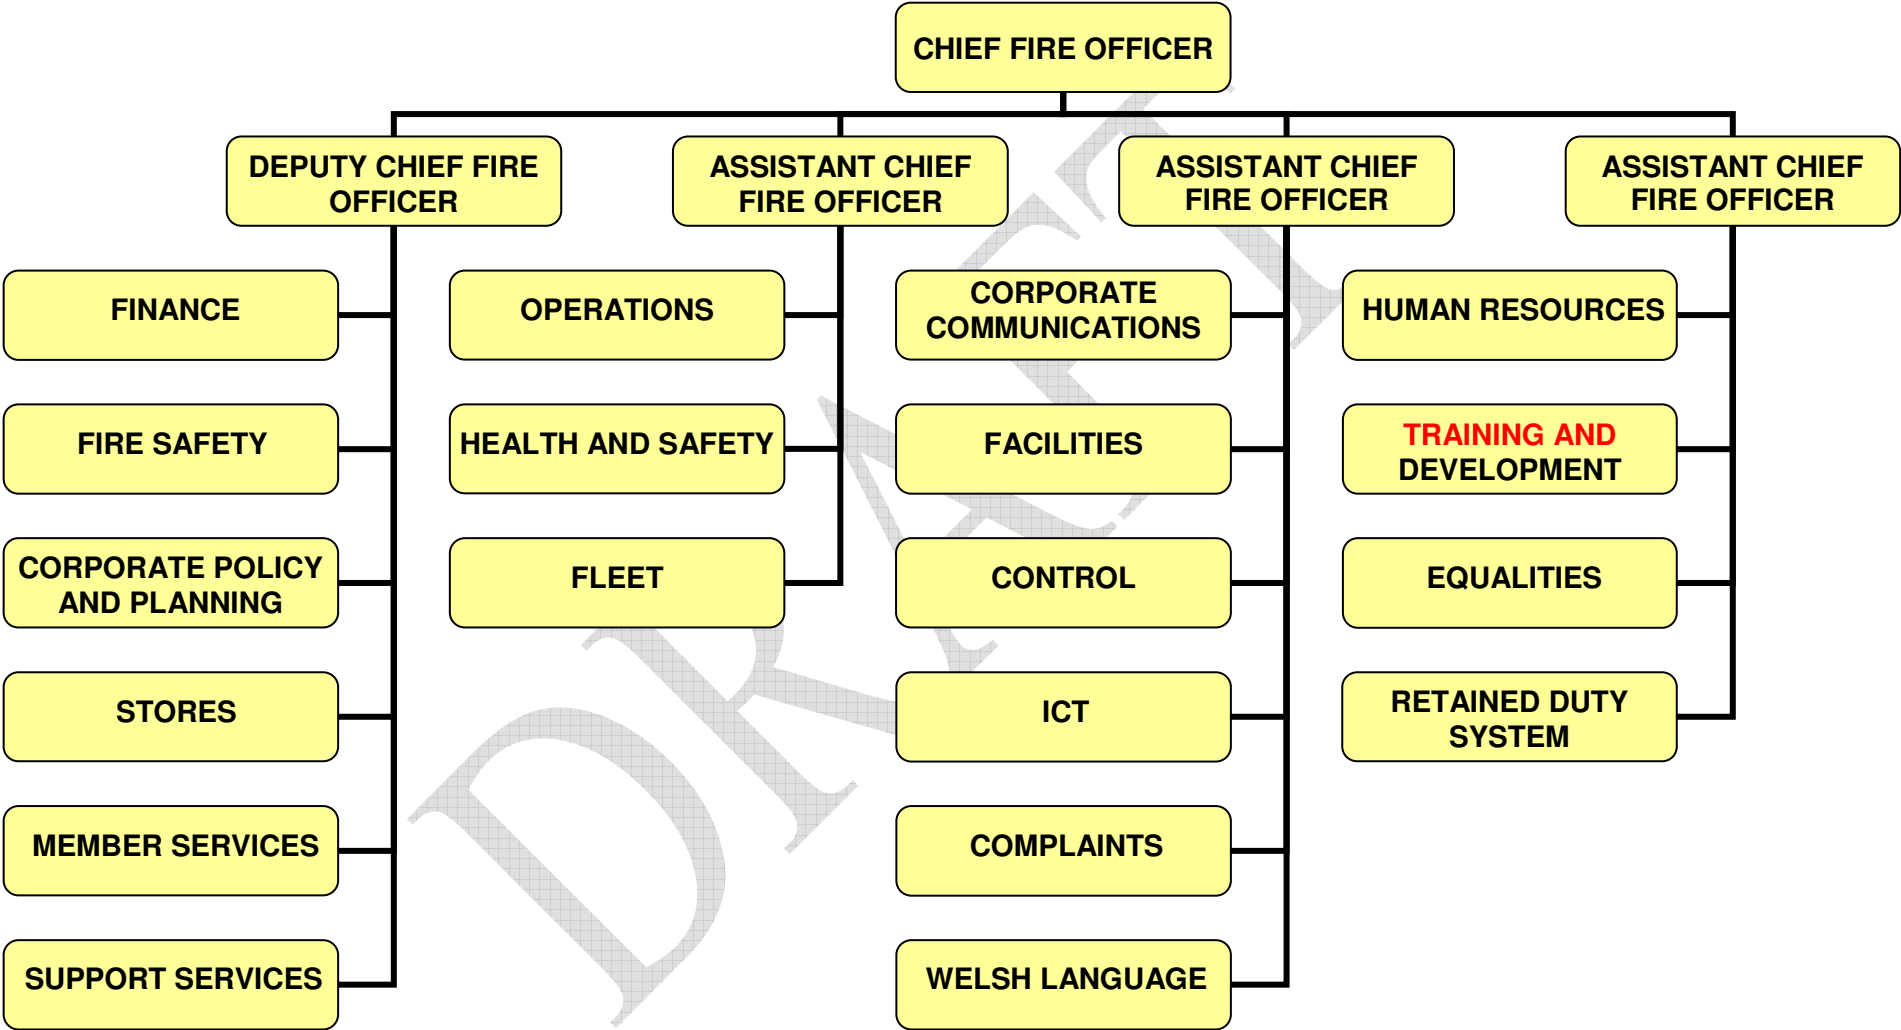 CHIEF FIRE OFFICER
DEPUTY CHIEF FIRE
OFFICER
ASSISTANT CHIEF
FIRE OFFICER
ASSISTANT CHIEF
FIRE OFFICER
ASSISTANT CHIEF
FIRE OFFICER
FINANCE
FIRE SAFETY
CORPORATE POLICY
AND PLANNING
STORES
MEMBER SERVICES
SUPPORT SERVICES
OPERATIONS
HEALTH AND SAFETY
FLEET
CORPORATE
COMMUNICATIONS
FACILITIES
CONTROL
ICT
COMPLAINTS
WELSH LANGUAGE
HUMAN RESOURCES
TRAINING AND
DEVELOPMENT
EQUALITIES
RETAINED DUTY
SYSTEM
DRAFT